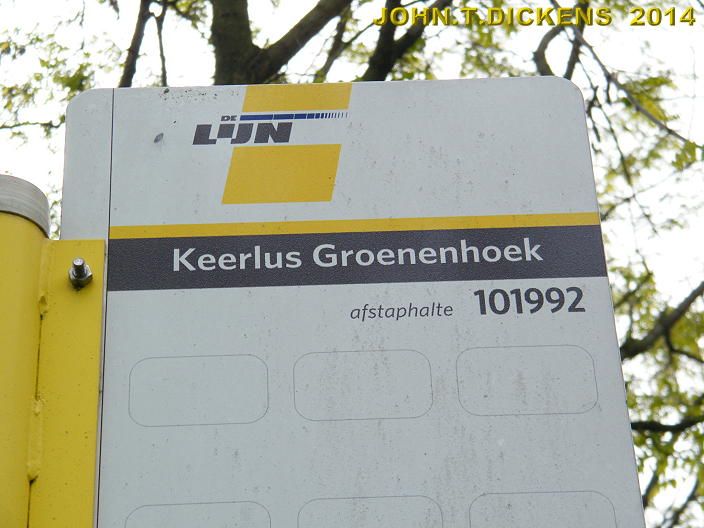 JOHN.T.DICKENS 2014
DE
LIJN
Keerlus Groenenhoek
afstaphalte 101992